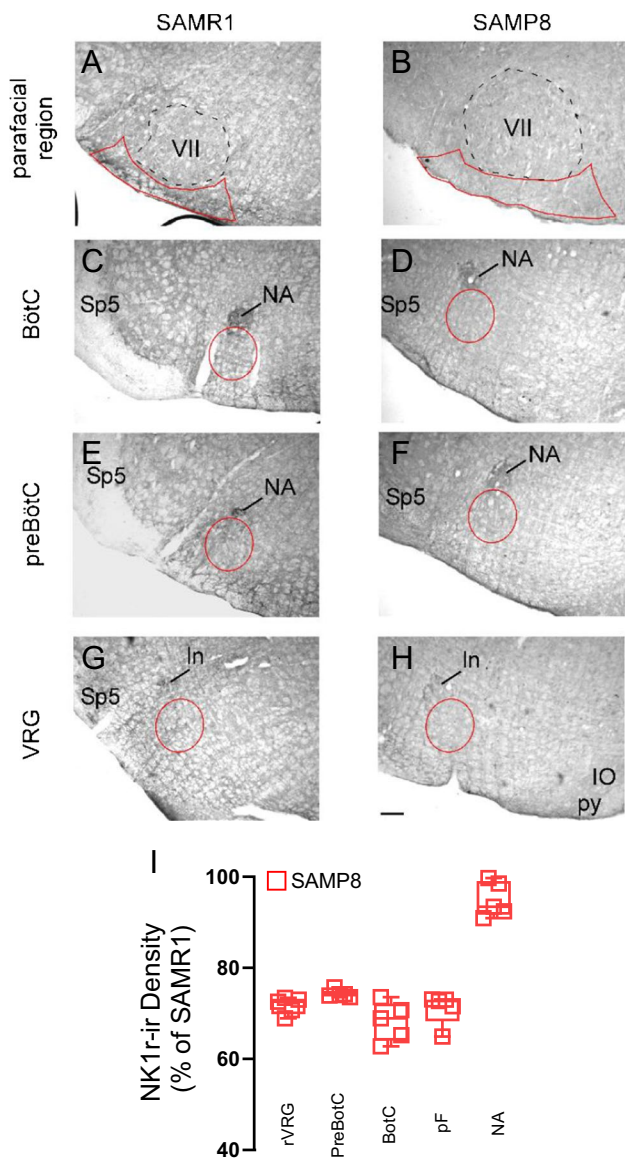 SAMR1
SAMP8
parafacial
region
A
VII
B
VII
BötC
C
Sp5
NA
D
Sp5
NA
preBötC
E
Sp5
NA
F
Sp5
NA
VRG
G
Sp5
In
H
In
IO
py
I
SAMP8
NK1r-ir Density
(% of SAMR1)
100
80
60
40
rVRG
PreBotC
BotC
pF
NA